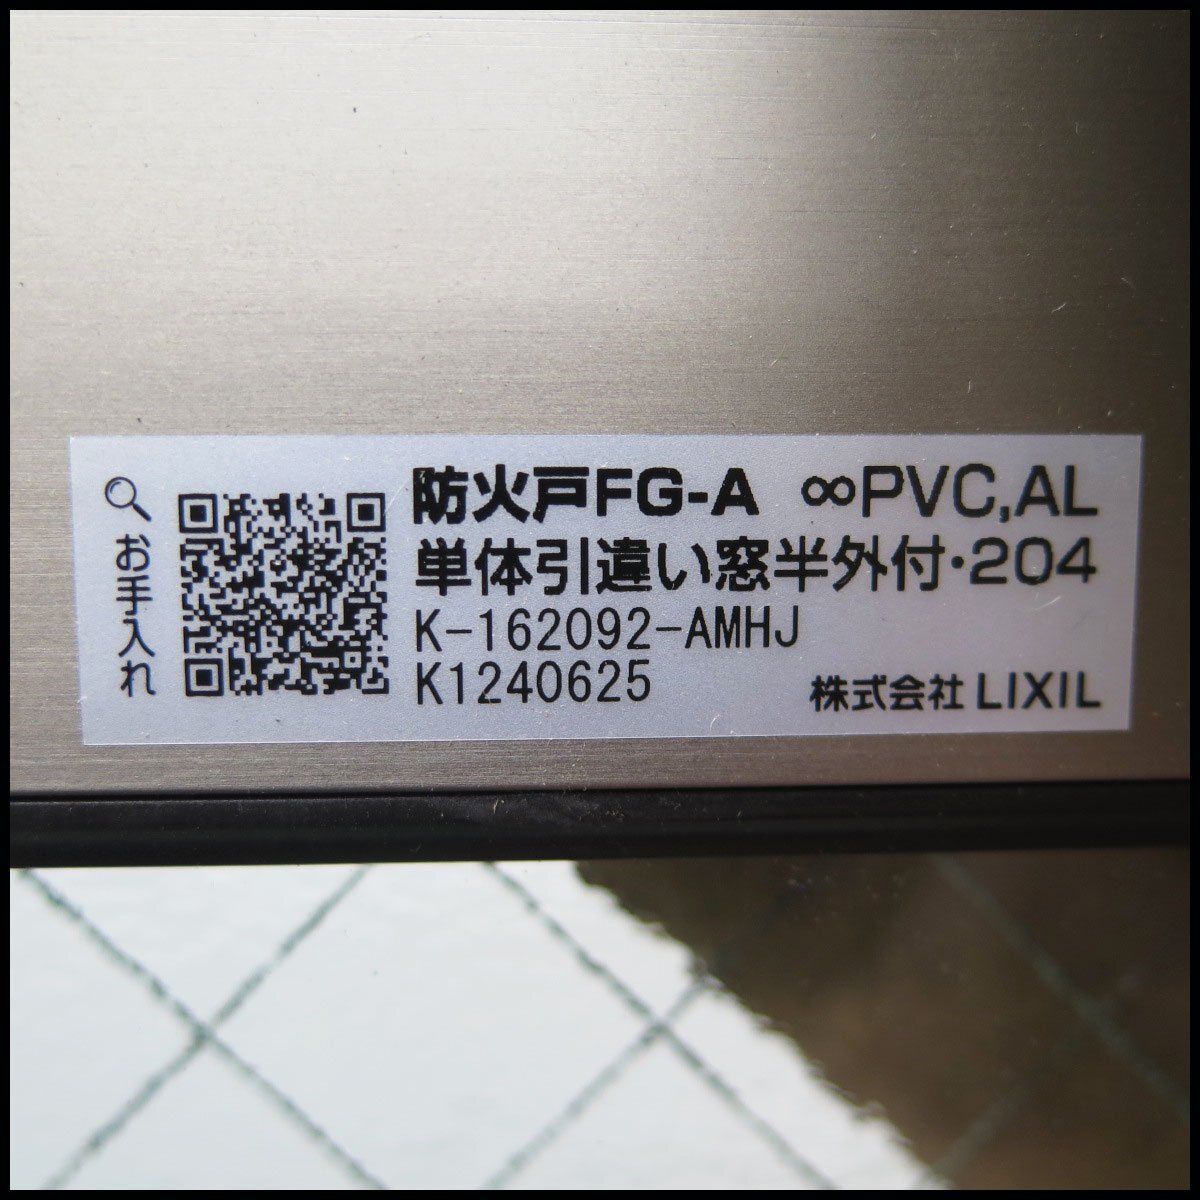 お手入れ
防火戸FG-A ∞PVC,AL
単体引違い窓半外付・204
K-162092-AMHJ
K1240625
株式会社 LIXIL